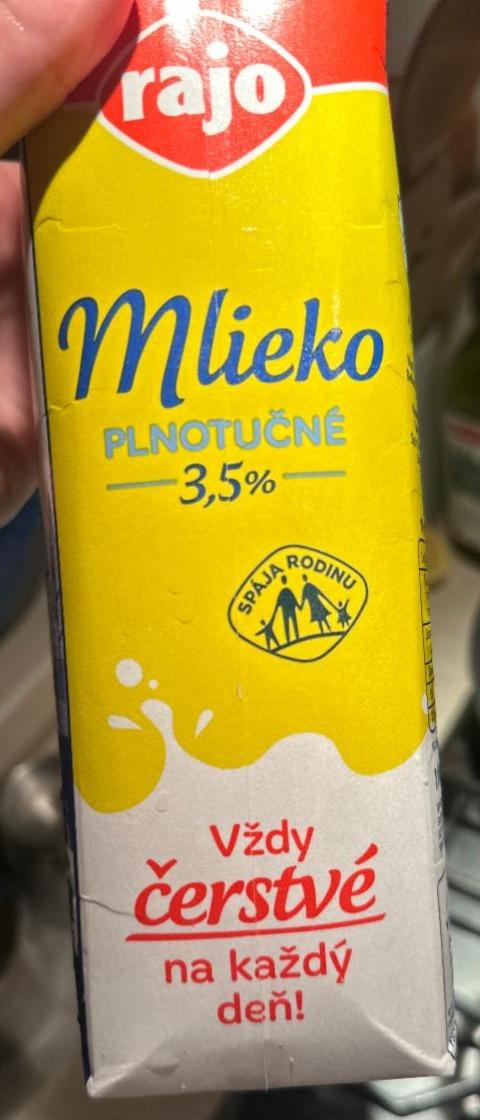 rajo
Mlieko
PLNOTUČNÉ
3,5%
SPÁJA RODINU
Vždy
čerstvé
na každý
deň!